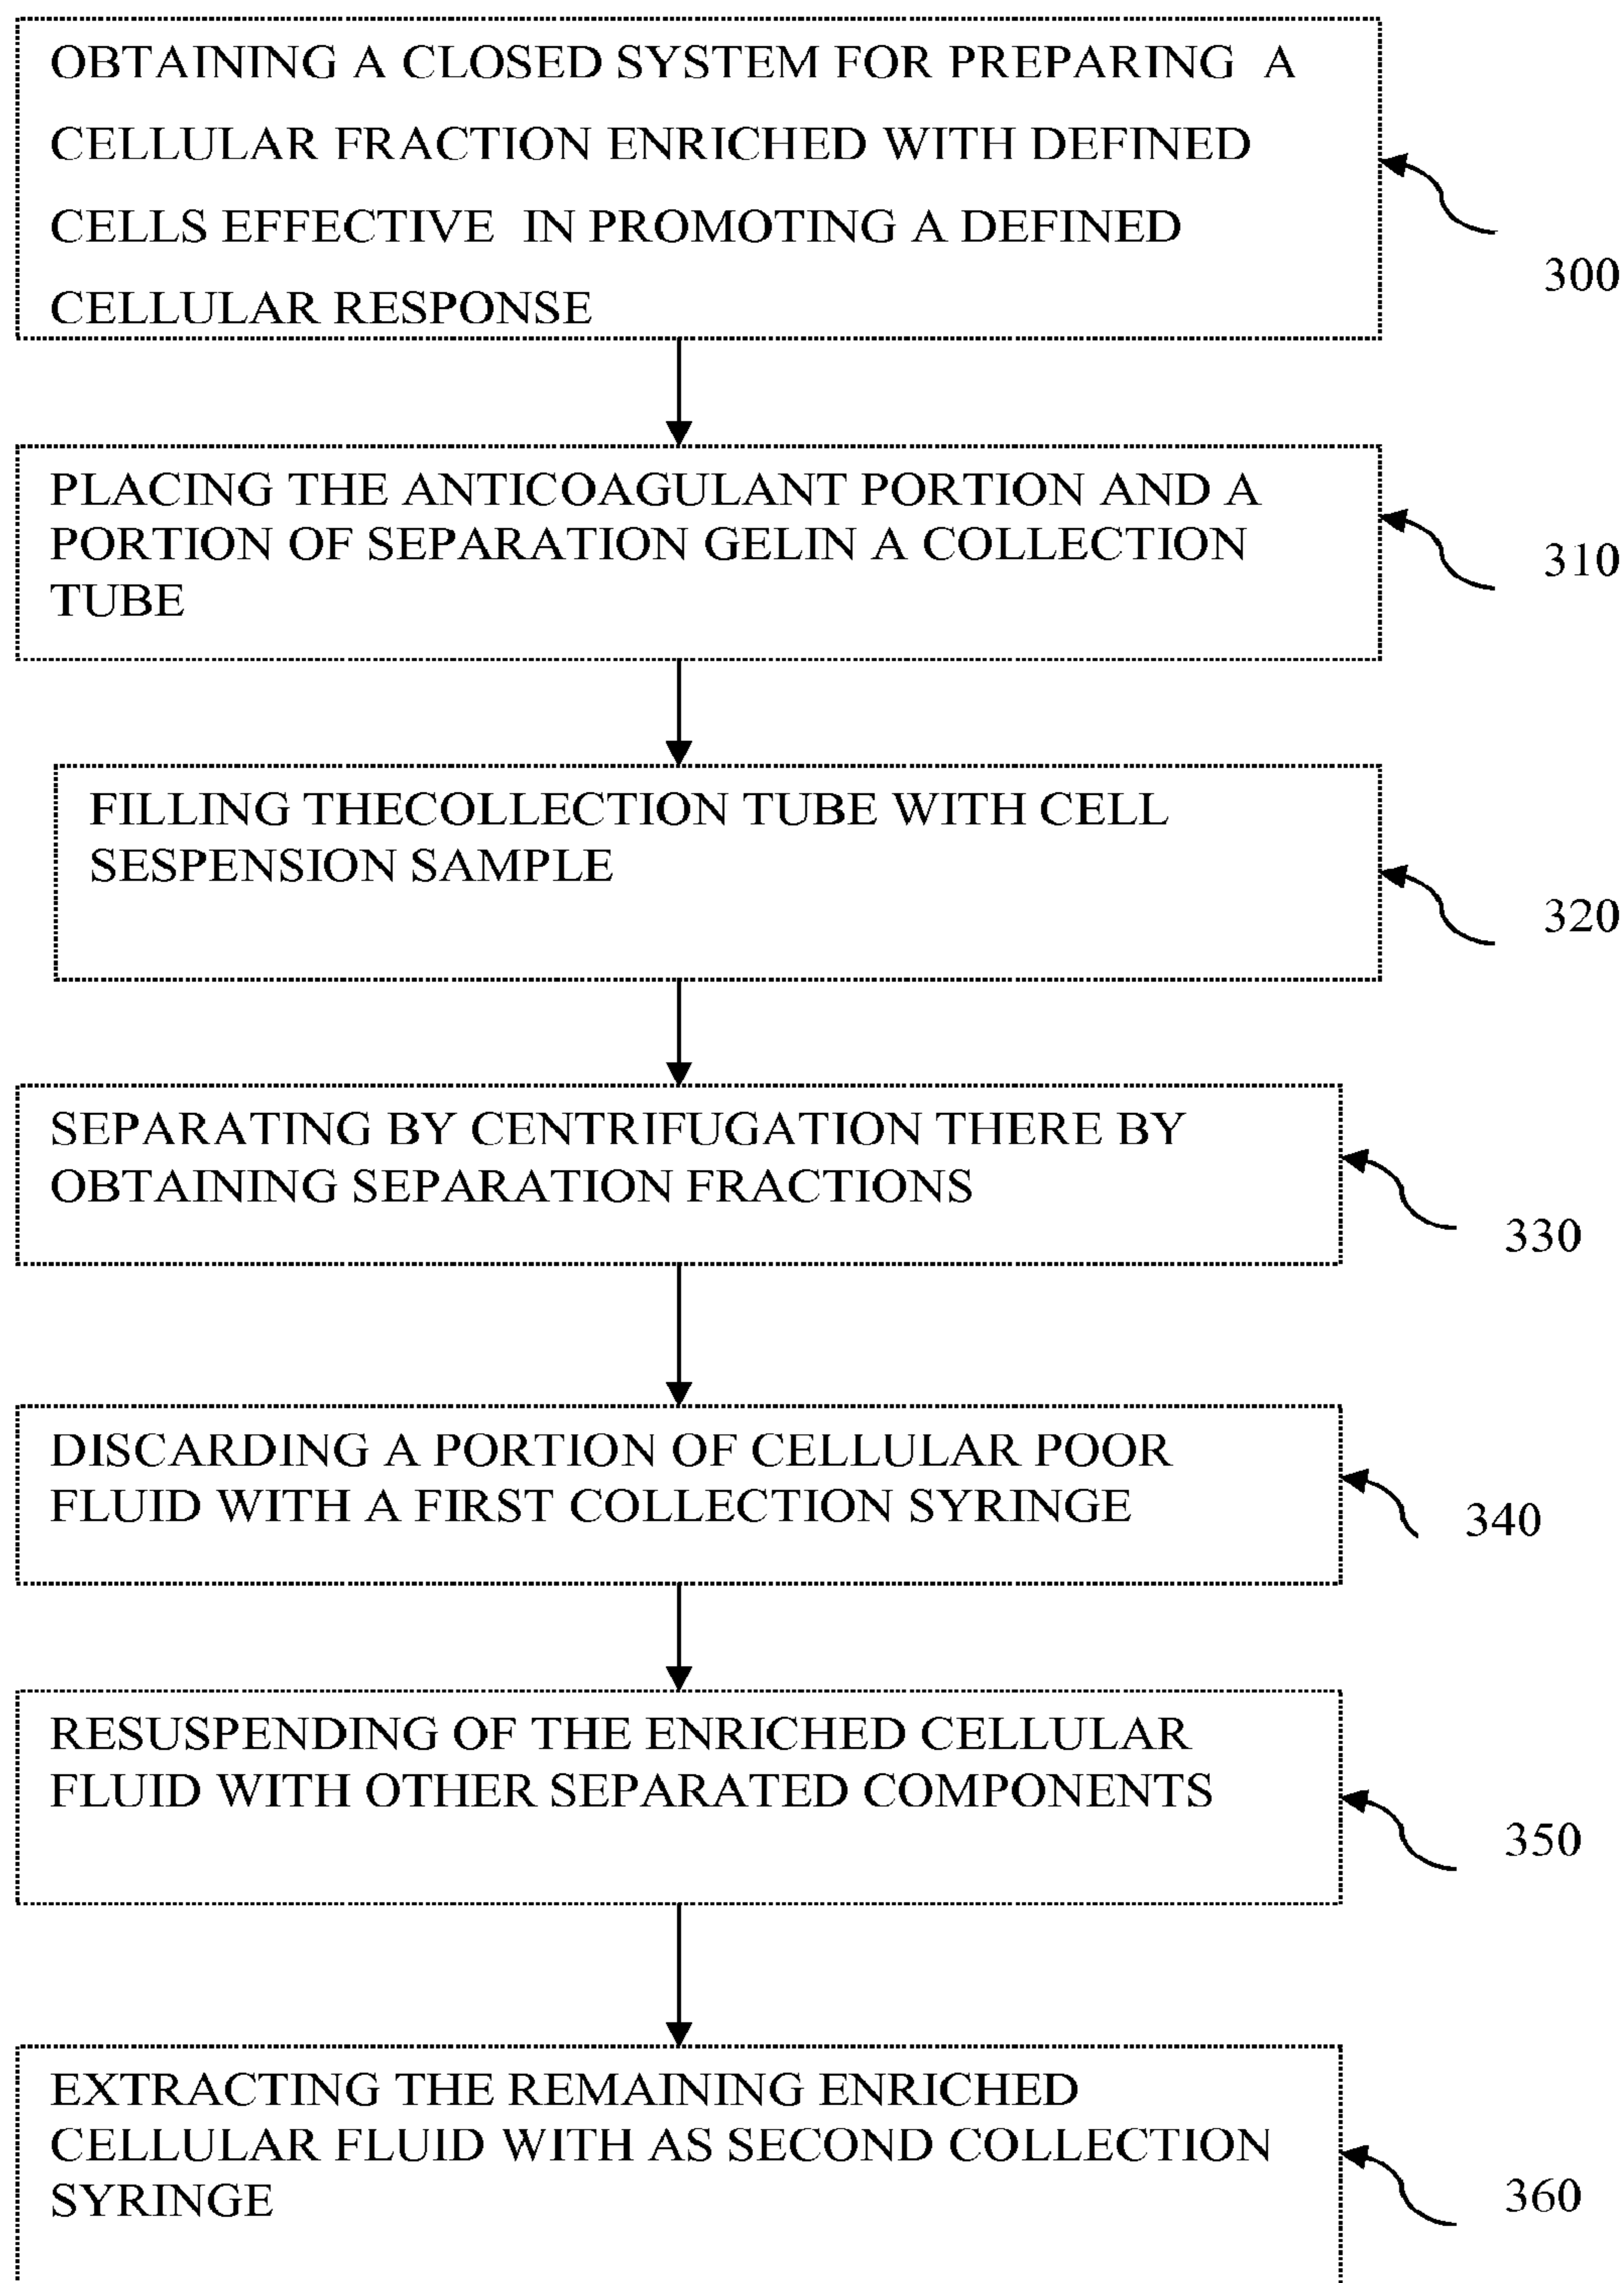 OBTAINING A CLOSED SYSTEM FOR PREPARING A
CELLULAR FRACTION ENRICHED WITH DEFINED
CELLS EFFECTIVE IN PROMOTING A DEFINED
CELLULAR RESPONSE
300
PLACING THE ANTICOAGULANT PORTION AND A
PORTION OF SEPARATION GELIN A COLLECTION
TUBE
310
FILLING THECOLLECTION TUBE WITH CELL
SESPENSION SAMPLE
320
SEPARATING BY CENTRIFUGATION THERE BY
OBTAINING SEPARATION FRACTIONS
330
DISCARDING A PORTION OF CELLULAR POOR
FLUID WITH A FIRST COLLECTION SYRINGE
340
RESUSPENDING OF THE ENRICHED CELLULAR
FLUID WITH OTHER SEPARATED COMPONENTS
350
EXTRACTING THE REMAINING ENRICHED
CELLULAR FLUID WITH AS SECOND COLLECTION
SYRINGE
360